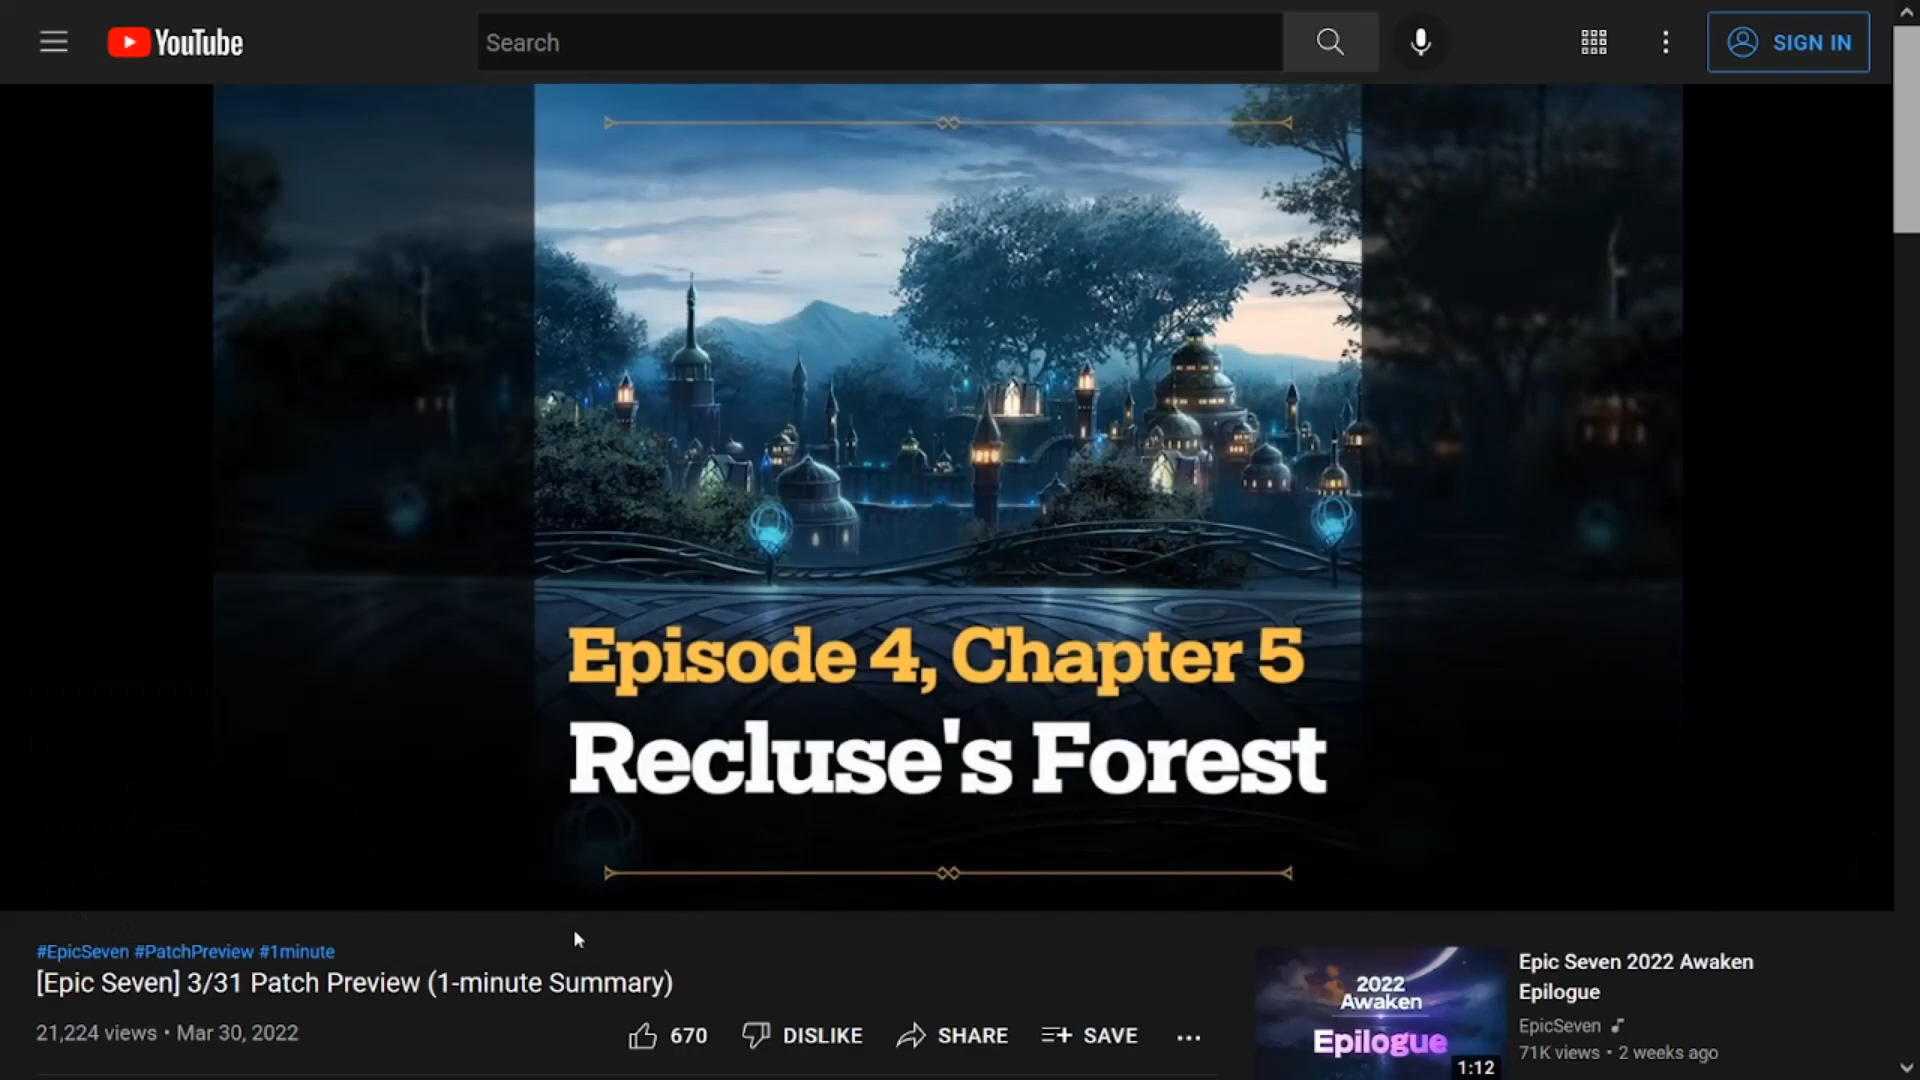 YouTube
Search
SIGN IN
Episode 4, Chapter 5
Recluse's Forest
#EpicSeven #PatchPreview #1minute
[Epic Seven] 3/31 Patch Preview (1-minute Summary)
21,224 views • Mar 30, 2022
670
DISLIKE
SHARE
SAVE
2022
Awaken
Epilogue
1:12
Epic Seven 2022 Awaken
Epilogue
EpicSeven
71K views • 2 weeks ago